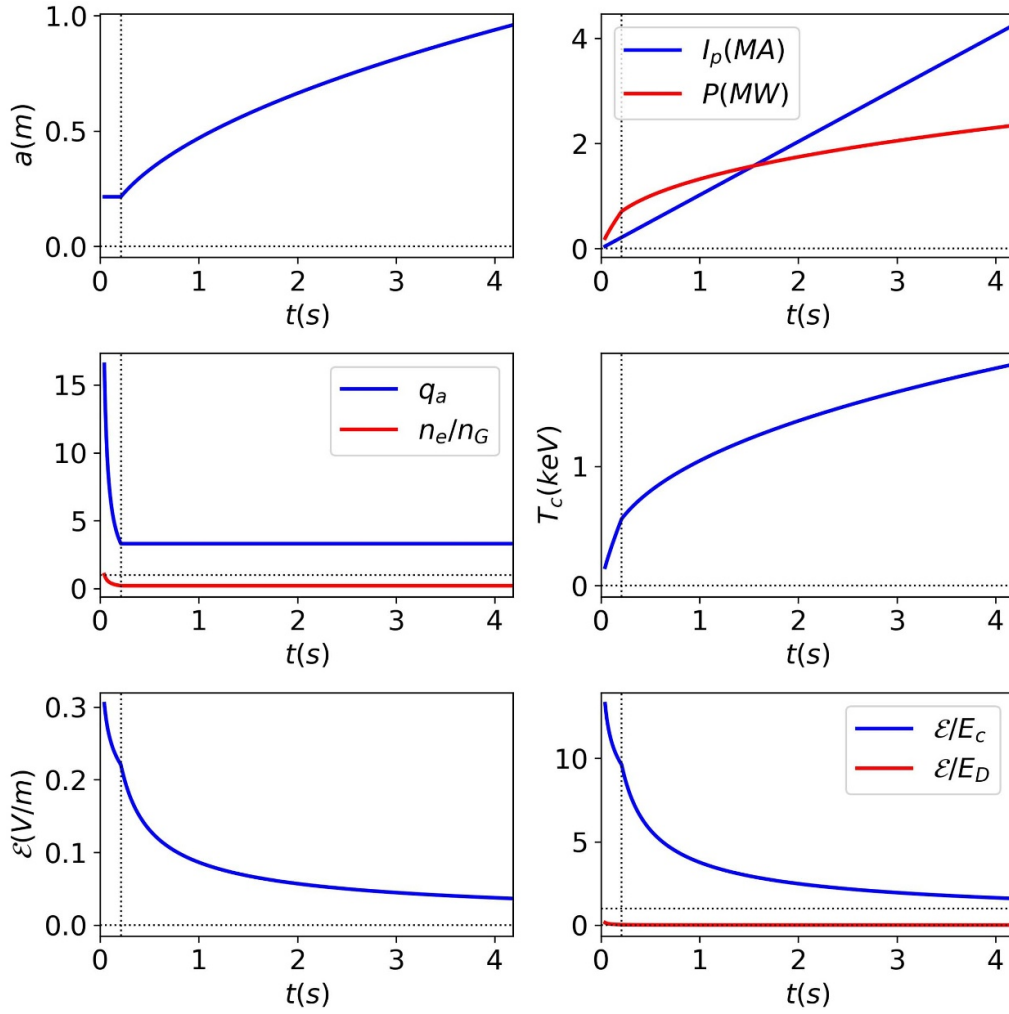 a(m)
1.0
0.5
0.0
0 1 2 3 4
t(s)
I_p(MA)
P(MW)
4
2
0
0 1 2 3 4
t(s)
q_a
n_e/n_G
15
10
5
0
0 1 2 3 4
t(s)
T_c(keV)
1
0
0 1 2 3 4
t(s)
ℰ(V/m)
0.3
0.2
0.1
0.0
0 1 2 3 4
t(s)
ℰ/E_c
ℰ/E_D
10
5
0
0 1 2 3 4
t(s)